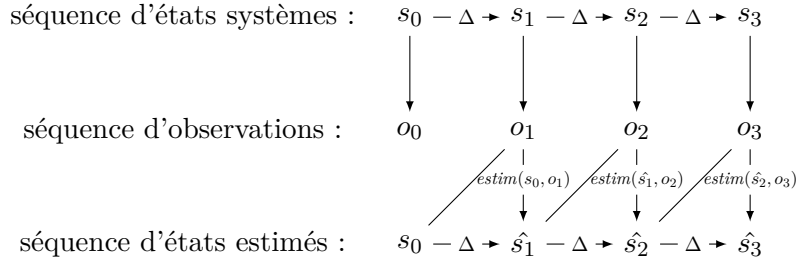 séquence d'états systèmes : s₀ – Δ → s₁ – Δ → s₂ – Δ → s₃
séquence d'observations : o₀ o₁ o₂ o₃
estim(s₀, o₁) estim(ŝ₁, o₂) estim(ŝ₂, o₃)
séquence d'états estimés : s₀ – Δ → ŝ₁ – Δ → ŝ₂ – Δ → ŝ₃